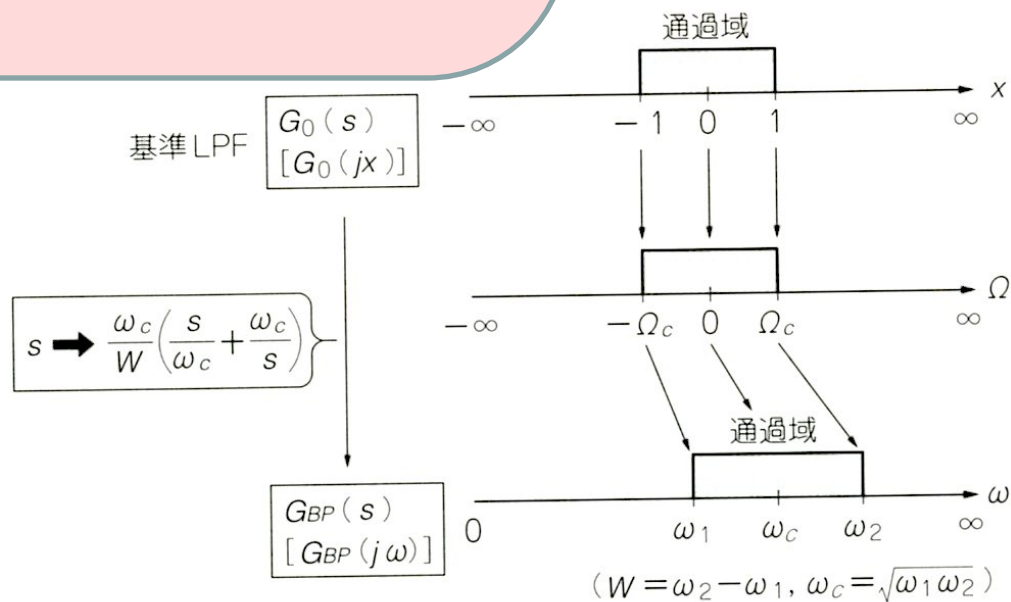 通過域
x
-∞ -1 0 1 ∞
基準LPF
G₀(s)
[G₀(jx)]
Ω
-∞ -Ωc 0 Ωc ∞
s ➡ ωc/W (s/ωc + ωc/s)
通過域
ω
0 ω₁ ωc ω₂ ∞
GBP(s)
[GBP(jω)]
(W=ω₂-ω₁, ωc=√ω₁ω₂)